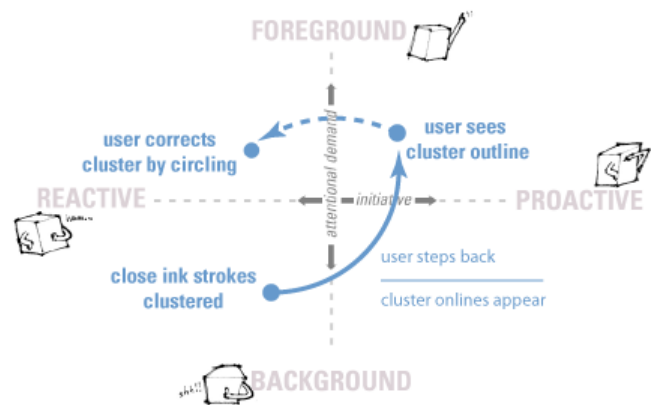 FOREGROUND
user corrects
cluster by circling
attentional demand
user sees
cluster outline
REACTIVE
initiative
PROACTIVE
close ink strokes
clustered
user steps back
cluster onlines appear
shh!!
BACKGROUND